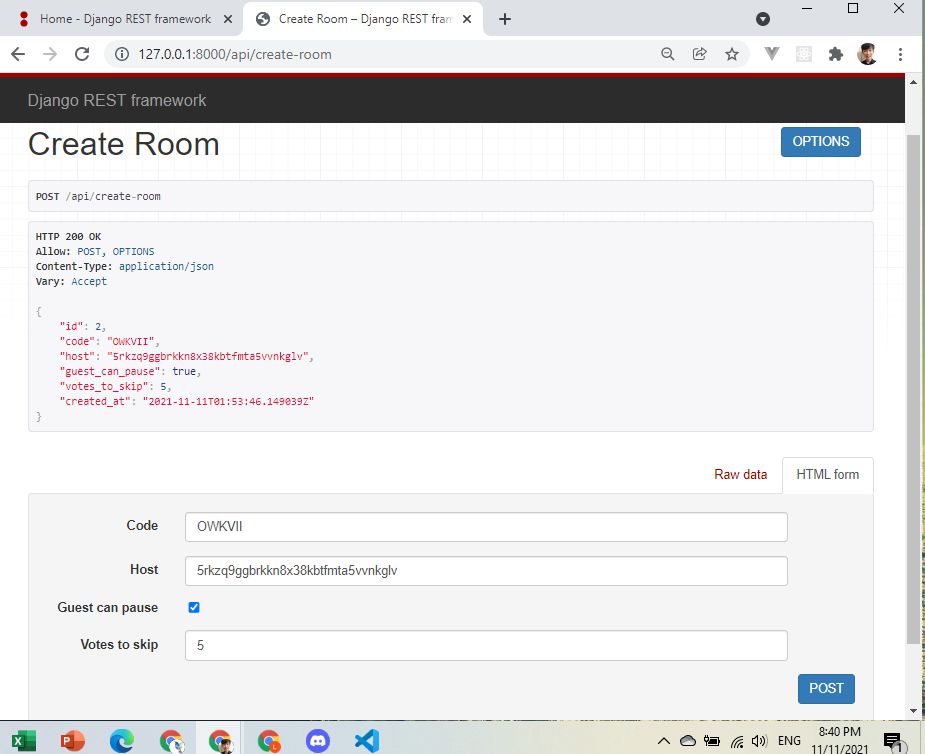 Home - Django REST framework
Create Room – Django REST fram
127.0.0.1:8000/api/create-room
Django REST framework
Create Room
OPTIONS
POST /api/create-room
HTTP 200 OK
Allow: POST, OPTIONS
Content-Type: application/json
Vary: Accept
{
"id": 2,
"code": "OWKVII",
"host": "5rkzq9ggbrkkn8x38kbtfmta5vvnkglv",
"guest_can_pause": true,
"votes_to_skip": 5,
"created_at": "2021-11-11T01:53:46.149039Z"
}
Raw data
HTML form
Code
OWKVII
Host
5rkzq9ggbrkkn8x38kbtfmta5vvnkglv
Guest can pause
Votes to skip
5
POST
ENG
8:40 PM
11/11/2021
1